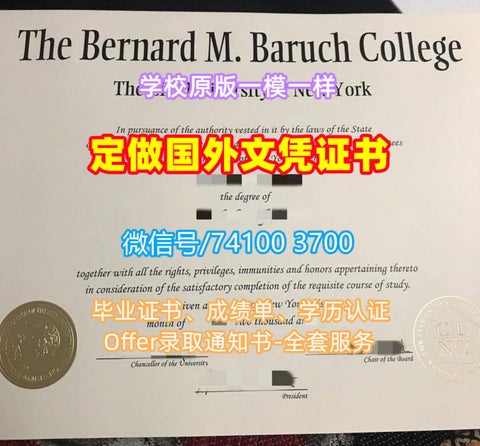 The Bernard M. Baruch College
New York
学校原版一模一样
In pursuance of the authority vested in it by the laws of the State
定做国外文凭证书
the degree of
微信号/74100 3700
together with all the rights, privileges, immunities and honors appertaining thereto
in consideration of the satisfactory completion of the requisite course of study.
毕业证书、成绩单、学历认证
month of two thousand
Offer录取通知书-全套服务
Chancellor of the University
Chair of the Board
President